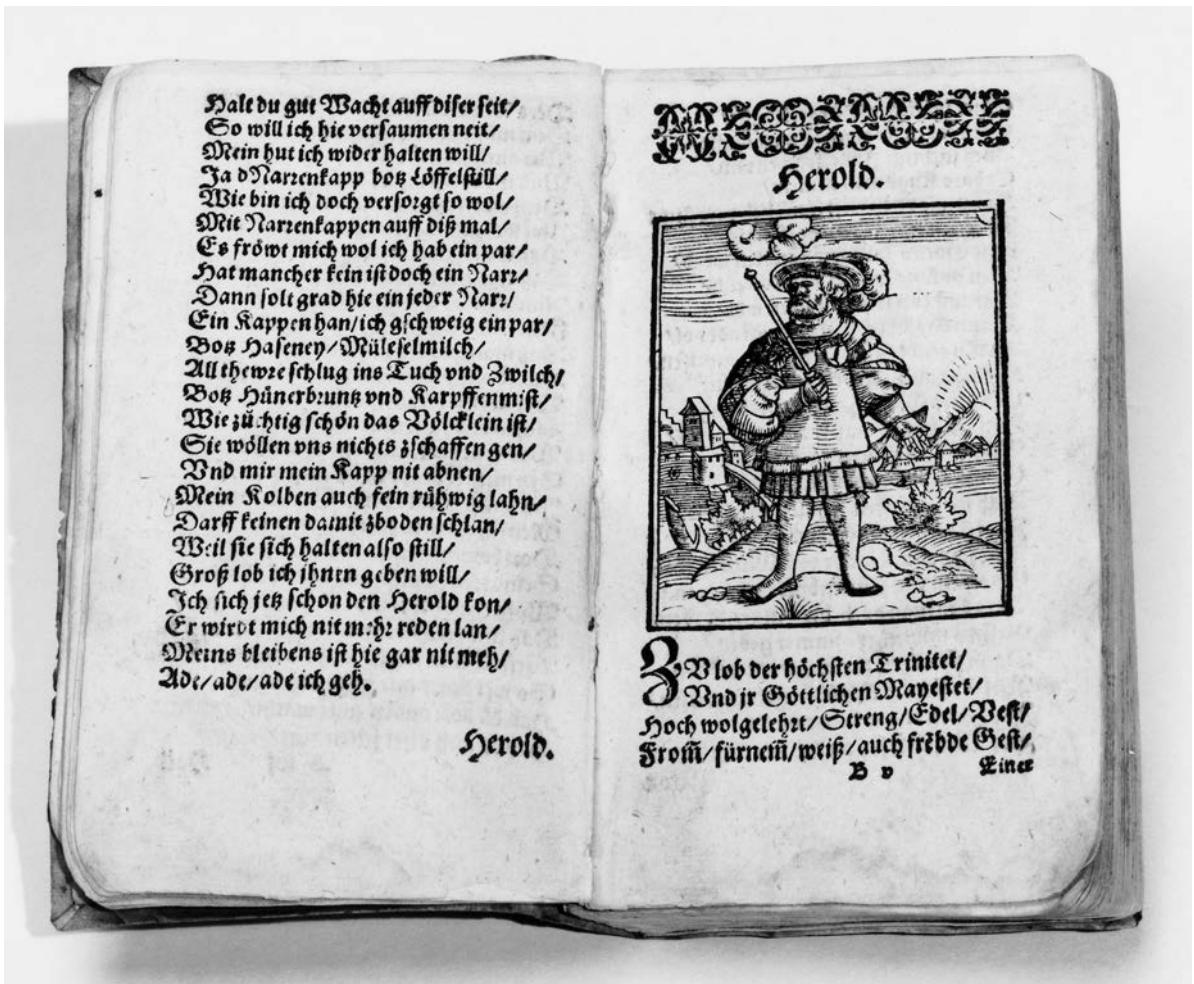 Halt du gut Wacht auff diser seit/
So will ich hie versaumen neit/
Mein hut ich wider halten will/
Ja dNarrenkapp botz Löffelstill/
Wie bin ich doch versorgt so wol/
Mit Narrenkappen auff diß mal/
Es fröwt mich wol ich hab ein par/
Hat mancher kein ist doch ein Narr/
Dann solt grad hie ein jeder Narr/
Ein Kappen han/ich gschweig ein par/
Botz Haseney/Müleselmilch/
All thewre schlug ins Tuch vnd Zwilch/
Botz Hünerbruntz vnd Karpffenmist/
Wie züchtig schön das Völcklein ist/
Sie wöllen vns nichts zschaffen gen/
Vnd mir mein Kapp nit abnen/
Mein Kolben auch fein rühwig lahn/
Darff keinen damit zboden schlan/
Weil sie sich halten also still/
Groß lob ich jhnen geben will/
Ich sich jetz schon den Herold kon/
Er wirdt mich nit mehr reden lan/
Meins bleibens ist hie gar nit meh/
Ade/ade/ade ich geh.
Herold.
Herold.
ZV lob der höchsten Trinitet/
Vnd jr Göttlichen Mayestet/
Hoch wolgelehrt/Streng/Edel/Vest/
From̃/fürnem̃/weiß/auch frẽbde Gest/
B v
Einer